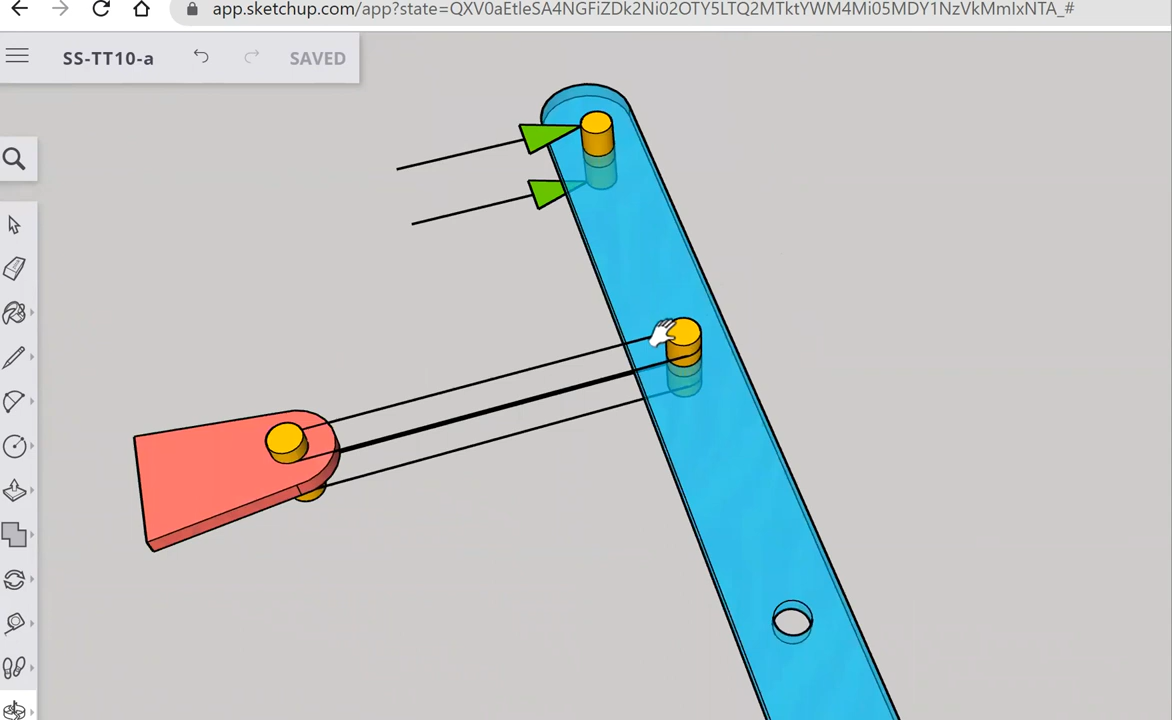 app.sketchup.com/app?state=QXV0aEtleSA4NGFiZDk2Ni02OTY5LTQ2MTktYWM4Mi05MDY1NzVkMmIxNTA_#
SS-TT10-a
SAVED